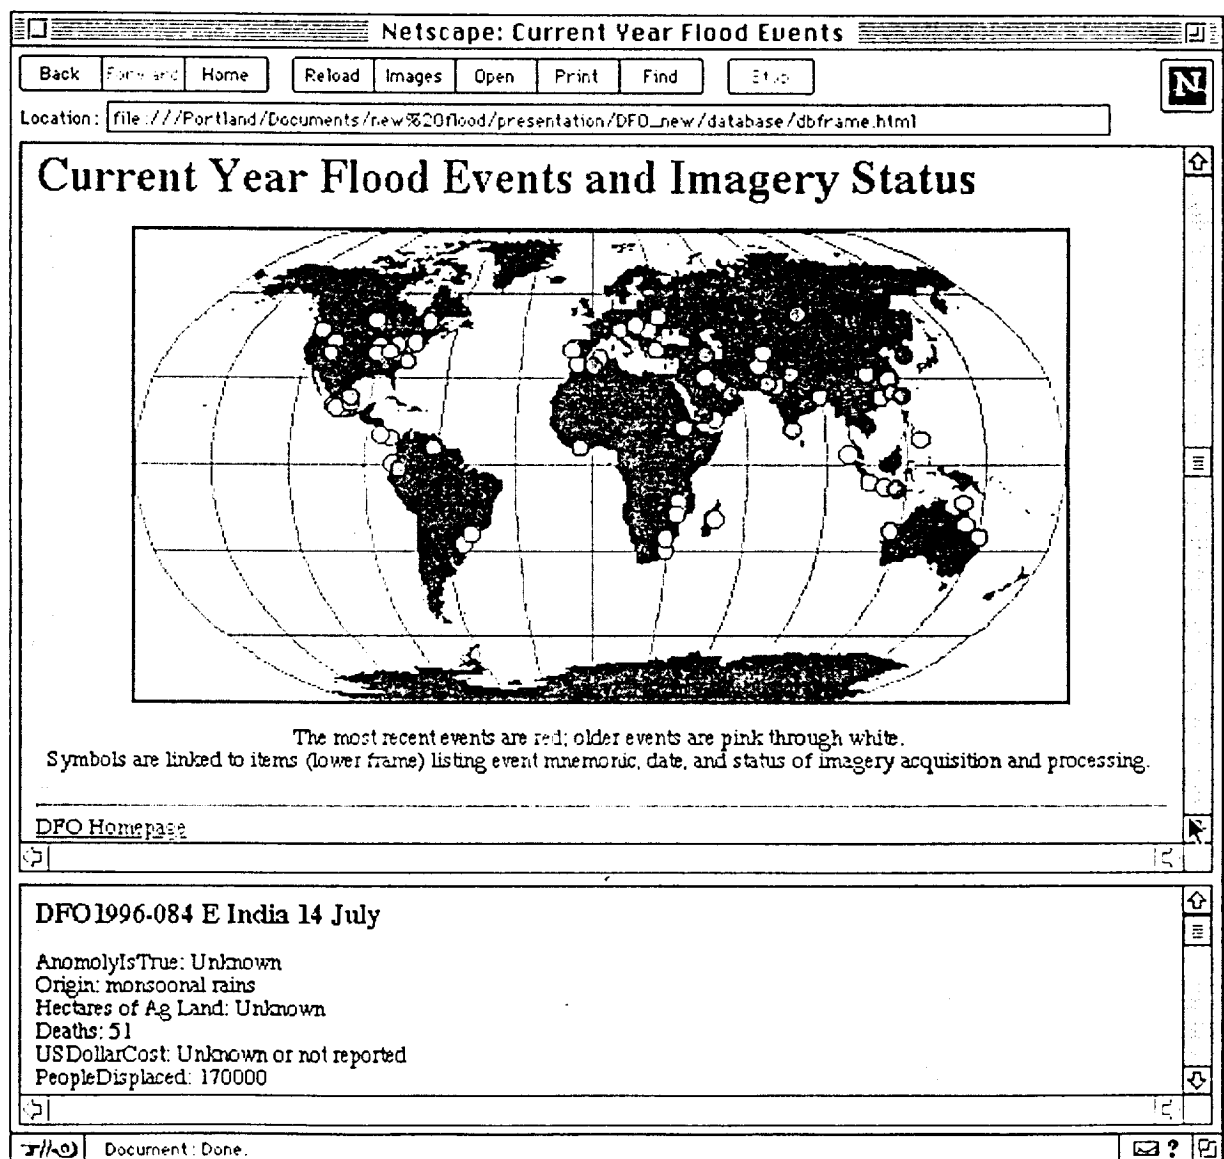 Netscape: Current Year Flood Events
Back Forward Home Reload Images Open Print Find Stop
N
Location: file:///Portland/Documents/new%20flood/presentation/DFO_new/database/dbframe.html
Current Year Flood Events and Imagery Status
The most recent events are red; older events are pink through white.
Symbols are linked to items (lower frame) listing event mnemonic, date, and status of imagery acquisition and processing.
DFO Homepage
DFO1996-084 E India 14 July
AnomolyIsTrue: Unknown
Origin: monsoonal rains
Hectares of Ag Land: Unknown
Deaths: 51
USDollarCost: Unknown or not reported
PeopleDisplaced: 170000
Document: Done.
?